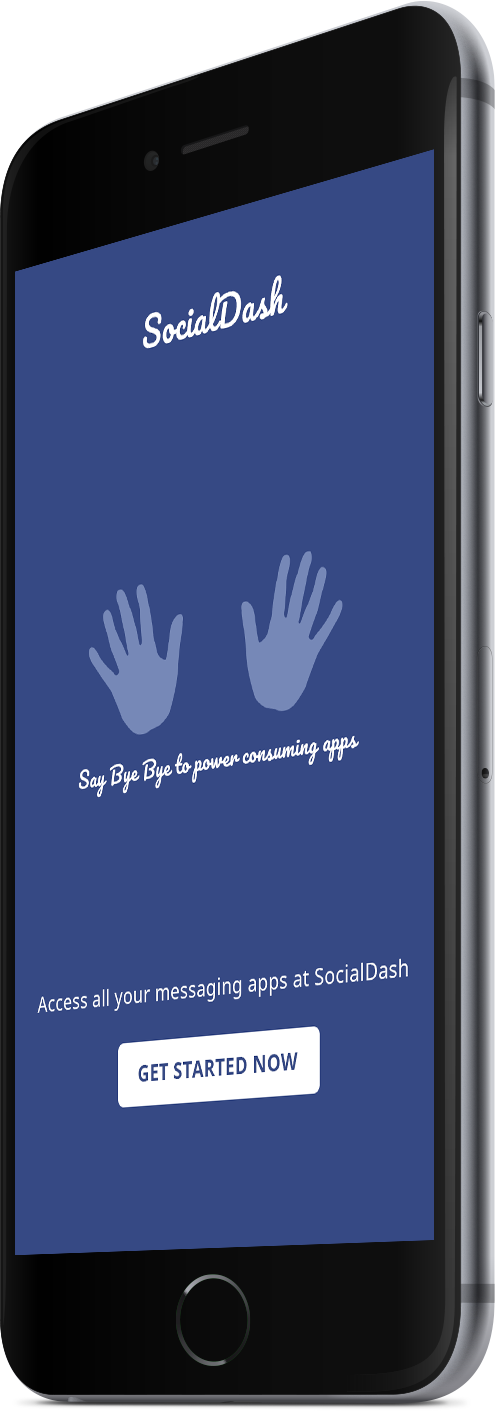 SocialDash
Say Bye Bye to power consuming apps
Access all your messaging apps at SocialDash
GET STARTED NOW